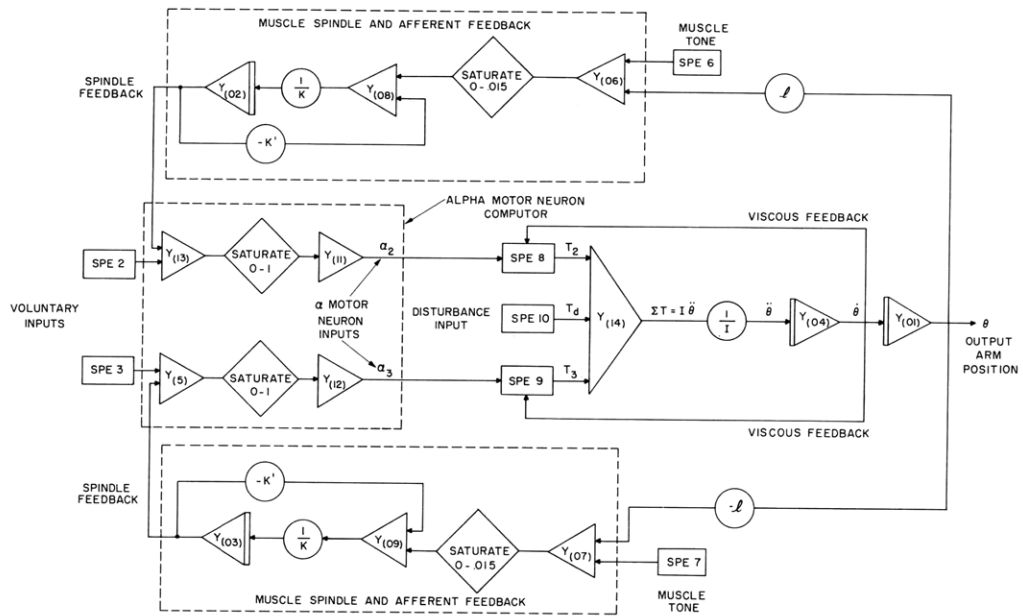 MUSCLE SPINDLE AND AFFERENT FEEDBACK
MUSCLE
TONE
SPINDLE
FEEDBACK
Y(02)
1
K
Y(08)
SATURATE
0-.015
Y(06)
SPE 6
ℓ
-K'
ALPHA MOTOR NEURON
COMPUTOR
VISCOUS FEEDBACK
SPE 2
Y(13)
SATURATE
0-1
Y(11)
α2
SPE 8
T2
VOLUNTARY
INPUTS
α MOTOR
NEURON
INPUTS
DISTURBANCE
INPUT
SPE 10
Td
Y(14)
ΣT = I θ̈
1
I
θ̈
Y(04)
θ̇
Y(01)
θ
OUTPUT
ARM
POSITION
SPE 3
Y(5)
SATURATE
0-1
Y(12)
α3
SPE 9
T3
VISCOUS FEEDBACK
SPINDLE
FEEDBACK
-K'
-ℓ
Y(03)
1
K
Y(09)
SATURATE
0-.015
Y(07)
SPE 7
MUSCLE SPINDLE AND AFFERENT FEEDBACK
MUSCLE
TONE